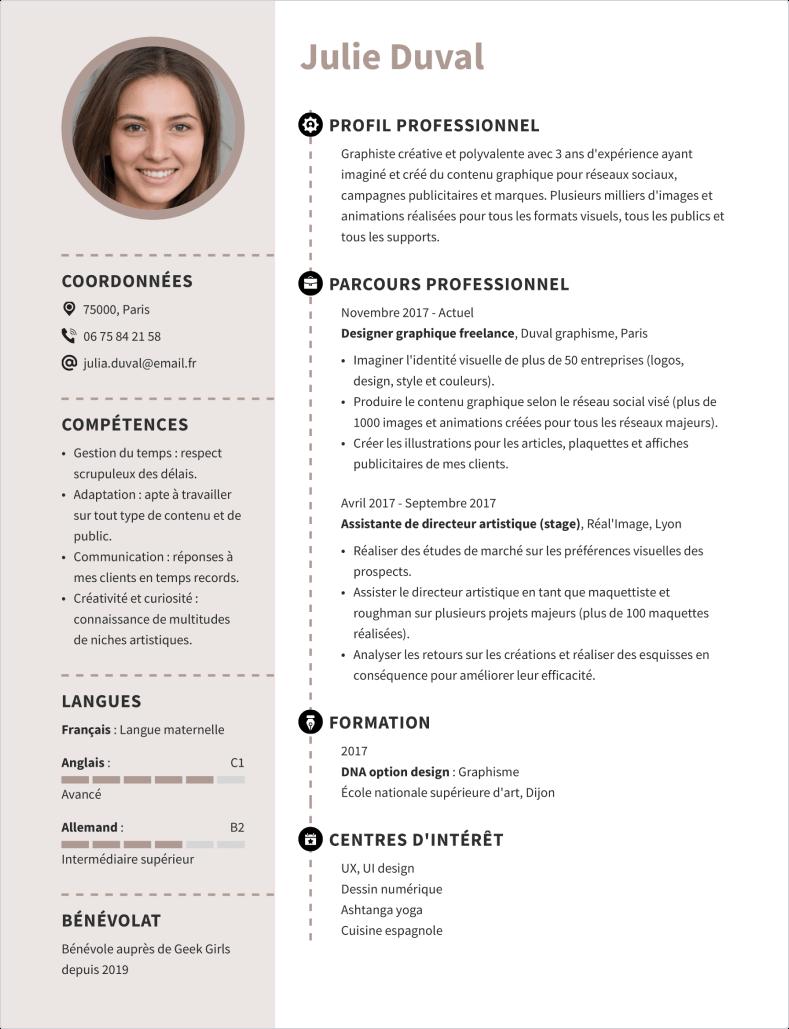 Julie Duval
COORDONNÉES
75000, Paris
06 75 84 21 58
julia.duval@email.fr
COMPÉTENCES
• Gestion du temps : respect
scrupuleux des délais.
• Adaptation : apte à travailler
sur tout type de contenu et de
public.
• Communication : réponses à
mes clients en temps records.
• Créativité et curiosité :
connaissance de multitudes
de niches artistiques.
LANGUES
Français : Langue maternelle
Anglais : C1
Avancé
Allemand : B2
Intermédiaire supérieur
BÉNÉVOLAT
Bénévole auprès de Geek Girls
depuis 2019
PROFIL PROFESSIONNEL
Graphiste créative et polyvalente avec 3 ans d'expérience ayant
imaginé et créé du contenu graphique pour réseaux sociaux,
campagnes publicitaires et marques. Plusieurs milliers d'images et
animations réalisées pour tous les formats visuels, tous les publics et
tous les supports.
PARCOURS PROFESSIONNEL
Novembre 2017 - Actuel
Designer graphique freelance, Duval graphisme, Paris
• Imaginer l'identité visuelle de plus de 50 entreprises (logos,
design, style et couleurs).
• Produire le contenu graphique selon le réseau social visé (plus de
1000 images et animations créées pour tous les réseaux majeurs).
• Créer les illustrations pour les articles, plaquettes et affiches
publicitaires de mes clients.
Avril 2017 - Septembre 2017
Assistante de directeur artistique (stage), Réal'Image, Lyon
• Réaliser des études de marché sur les préférences visuelles des
prospects.
• Assister le directeur artistique en tant que maquettiste et
roughman sur plusieurs projets majeurs (plus de 100 maquettes
réalisées).
• Analyser les retours sur les créations et réaliser des esquisses en
conséquence pour améliorer leur efficacité.
FORMATION
2017
DNA option design : Graphisme
École nationale supérieure d'art, Dijon
CENTRES D'INTÉRÊT
UX, UI design
Dessin numérique
Ashtanga yoga
Cuisine espagnole